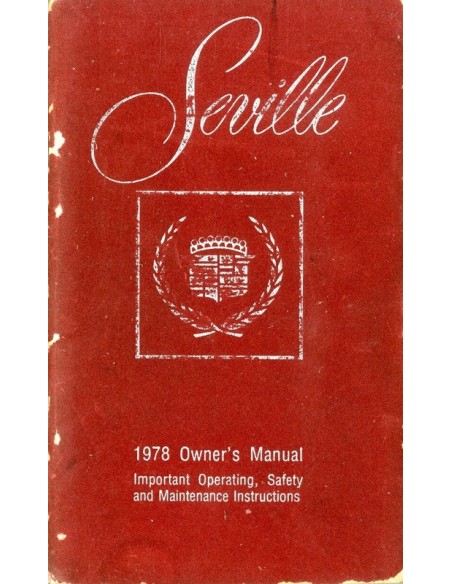 Seville
1978 Owner's Manual
Important Operating, Safety
and Maintenance Instructions